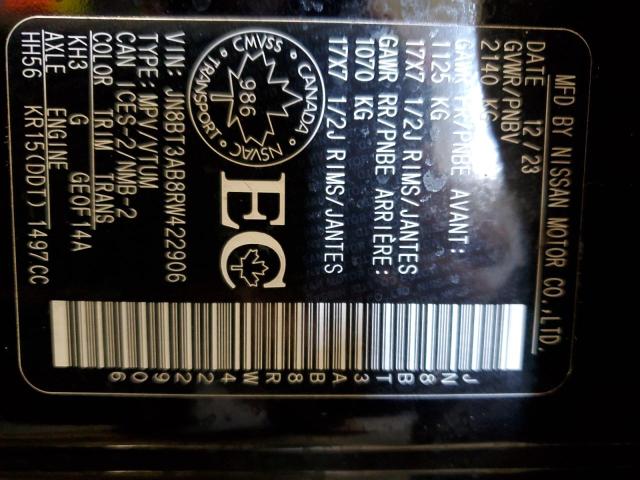 MFD BY NISSAN MOTOR CO.,LTD.
DATE 12/23
GVWR/PNBV
2140 KG
GAWR FR/PNBE AVANT:
1125 KG
17X7 1/2J RIMS/JANTES
GAWR RR/PNBE ARRIÈRE:
1070 KG
17X7 1/2J RIMS/JANTES
CMVSS CANADA
986
TRANSPORT NSVAC
EC
VIN: JN8BT3AB8RW422906
TYPE: MPV/VTUM
CAN ICES-2/NMB-2
COLOR TRIM TRANS
KH3 G GEOF14A
AXLE ENGINE
HH56 KR15(DDT) 1497CC
JN8BT3AB8RW422906